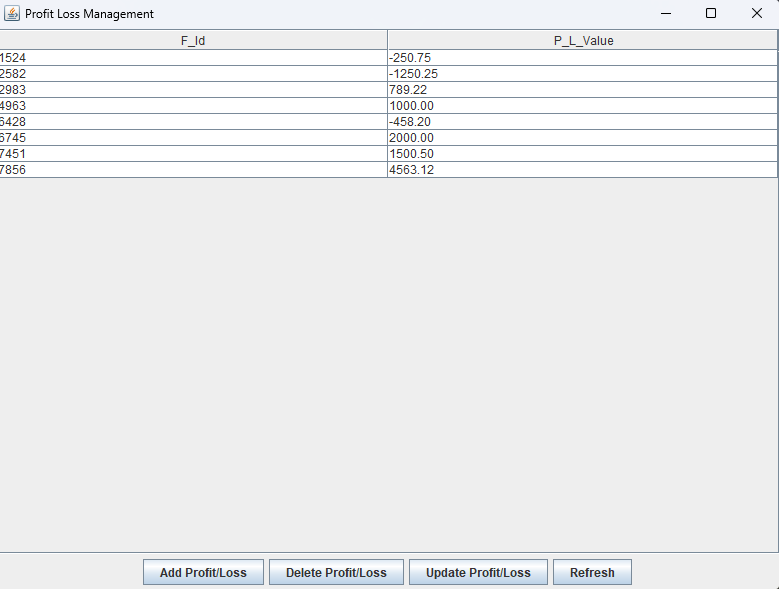 Profit Loss Management
F_Id P_L_Value
1524 -250.75
2582 -1250.25
2983 789.22
4963 1000.00
6428 -458.20
6745 2000.00
7451 1500.50
7856 4563.12
Add Profit/Loss Delete Profit/Loss Update Profit/Loss Refresh